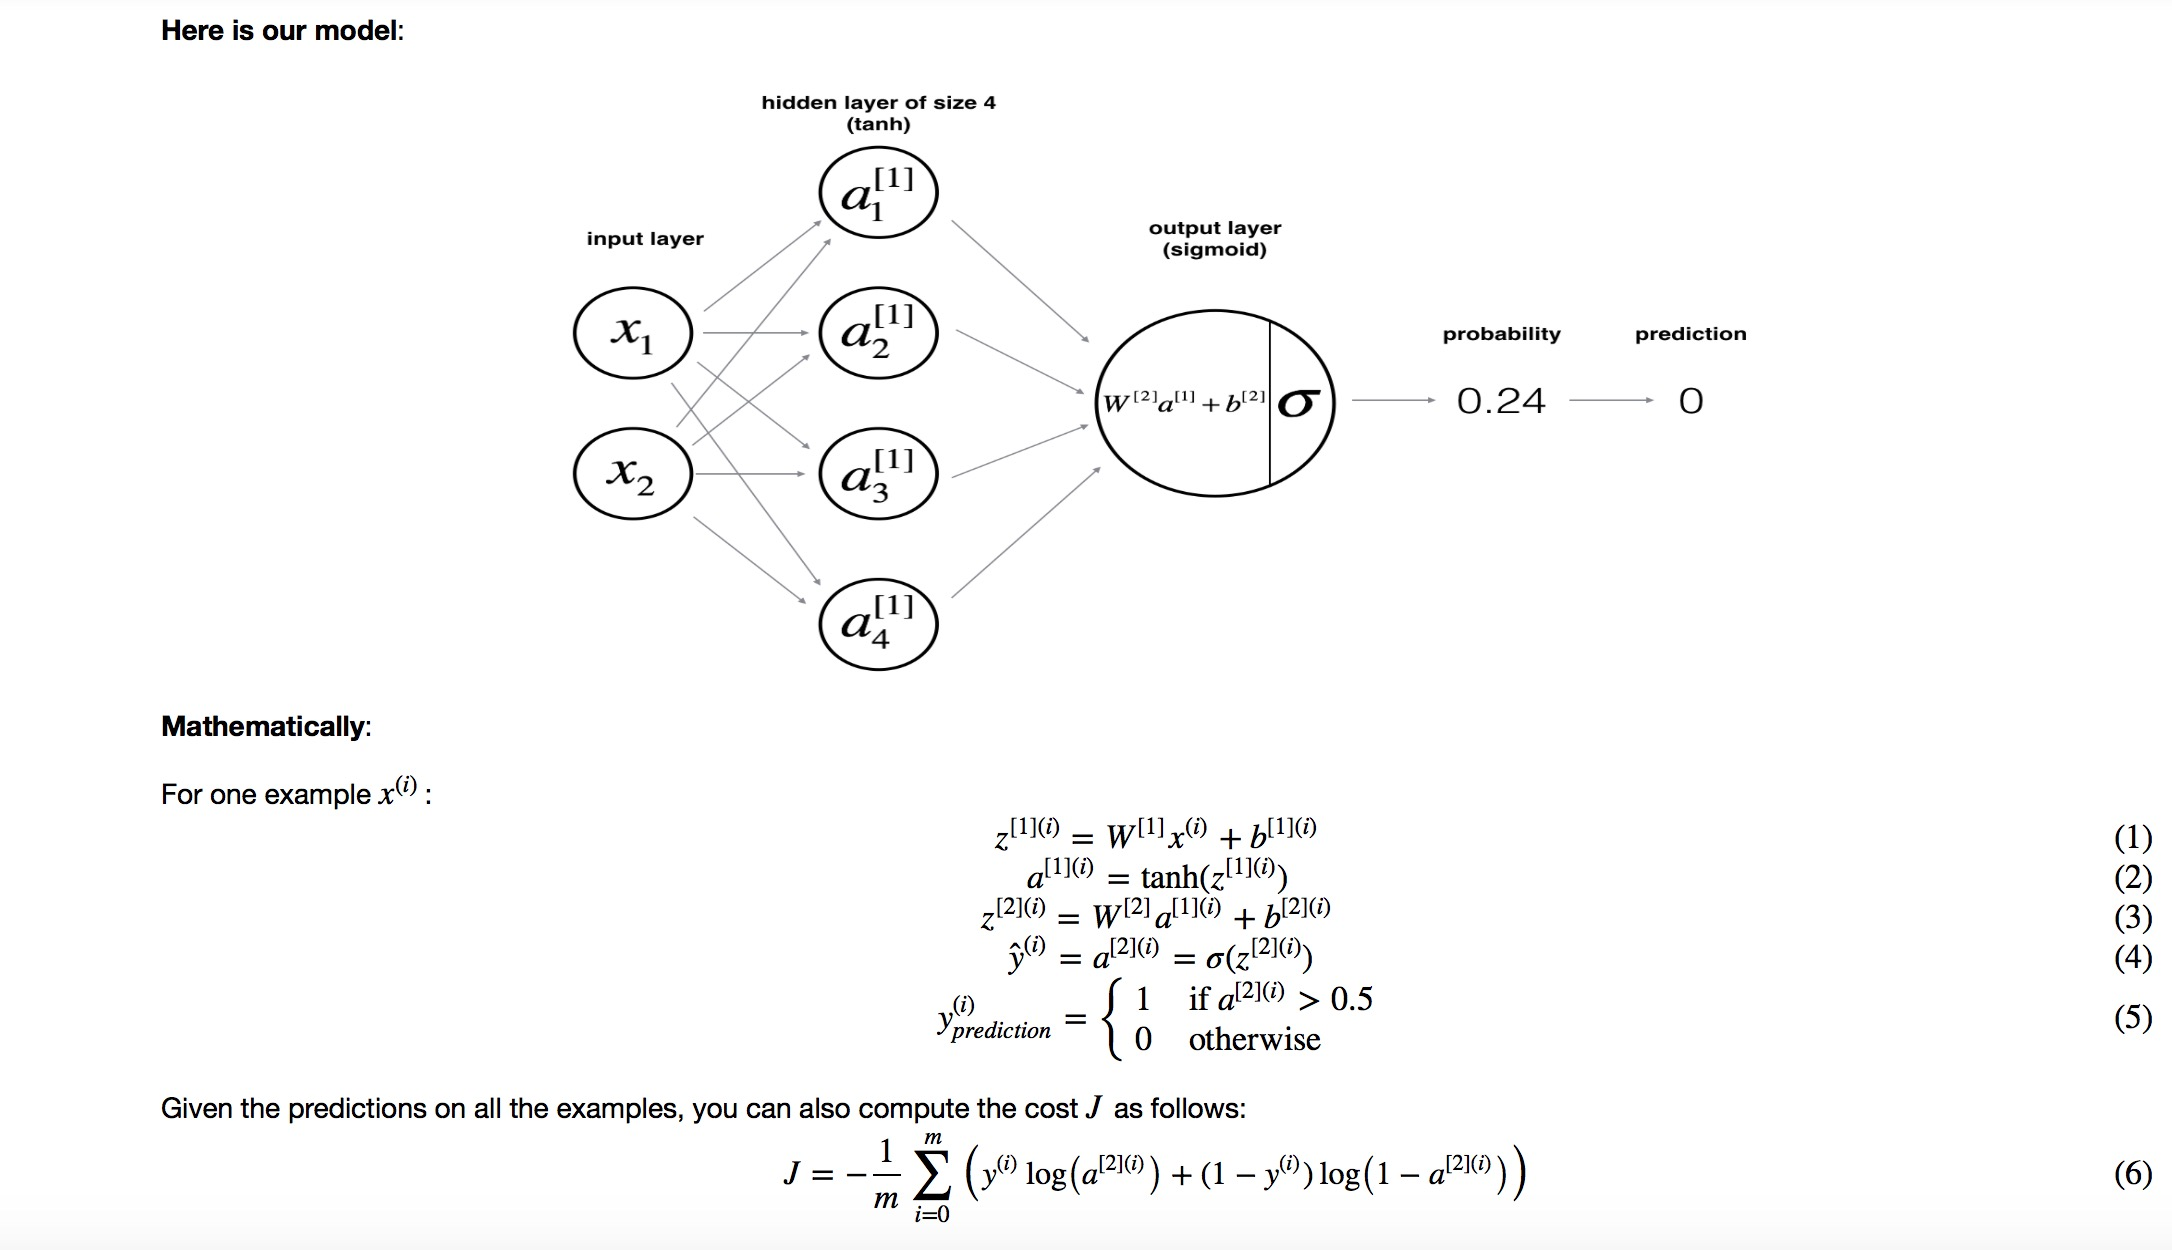 Here is our model:
hidden layer of size 4
(tanh)
a₁^[1]
input layer
output layer
(sigmoid)
x₁
a₂^[1]
probability
prediction
W^[2]a^[1] + b^[2]
σ
0.24
0
x₂
a₃^[1]
a₄^[1]
Mathematically:
For one example x^(i) :
z^[1](i) = W^[1] x^(i) + b^[1](i) (1)
a^[1](i) = tanh(z^[1](i)) (2)
z^[2](i) = W^[2] a^[1](i) + b^[2](i) (3)
ŷ^(i) = a^[2](i) = σ(z^[2](i)) (4)
y_prediction^(i) = { 1 if a^[2](i) > 0.5
0 otherwise (5)
Given the predictions on all the examples, you can also compute the cost J as follows:
J = − 1/m ∑_{i=0}^{m} ( y^(i) log(a^[2](i)) + (1 − y^(i)) log(1 − a^[2](i)) ) (6)